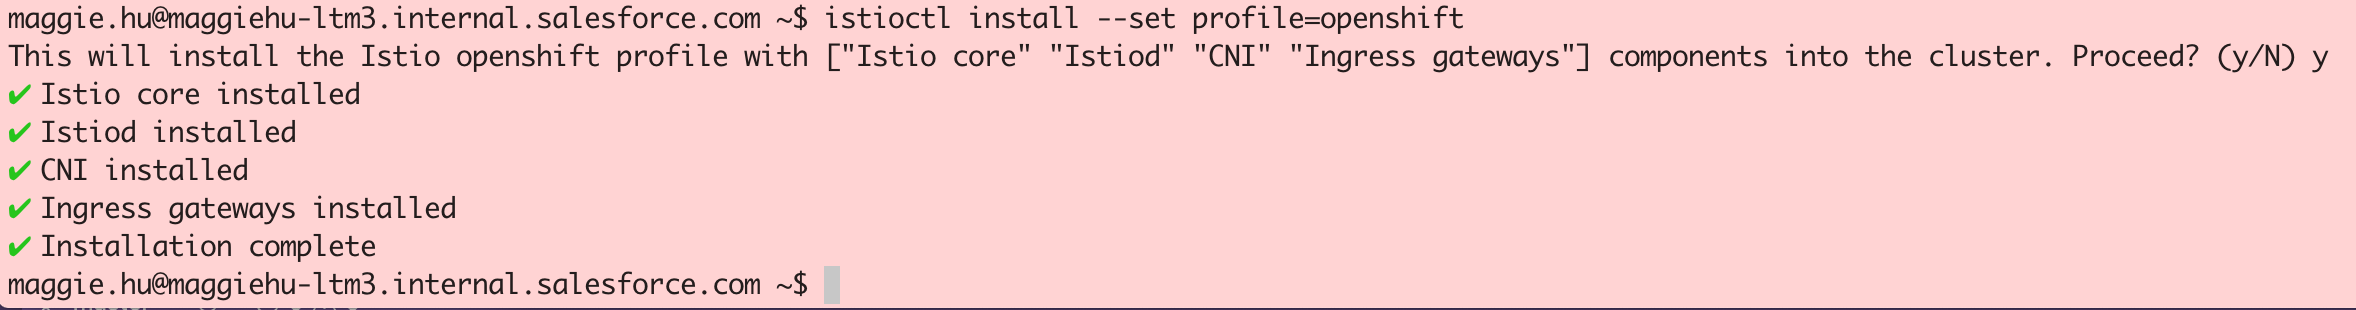 maggie.hu@maggiehu-ltm3.internal.salesforce.com ~$ istioctl install --set profile=openshift
This will install the Istio openshift profile with ["Istio core" "Istiod" "CNI" "Ingress gateways"] components into the cluster. Proceed? (y/N) y
✔ Istio core installed
✔ Istiod installed
✔ CNI installed
✔ Ingress gateways installed
✔ Installation complete
maggie.hu@maggiehu-ltm3.internal.salesforce.com ~$